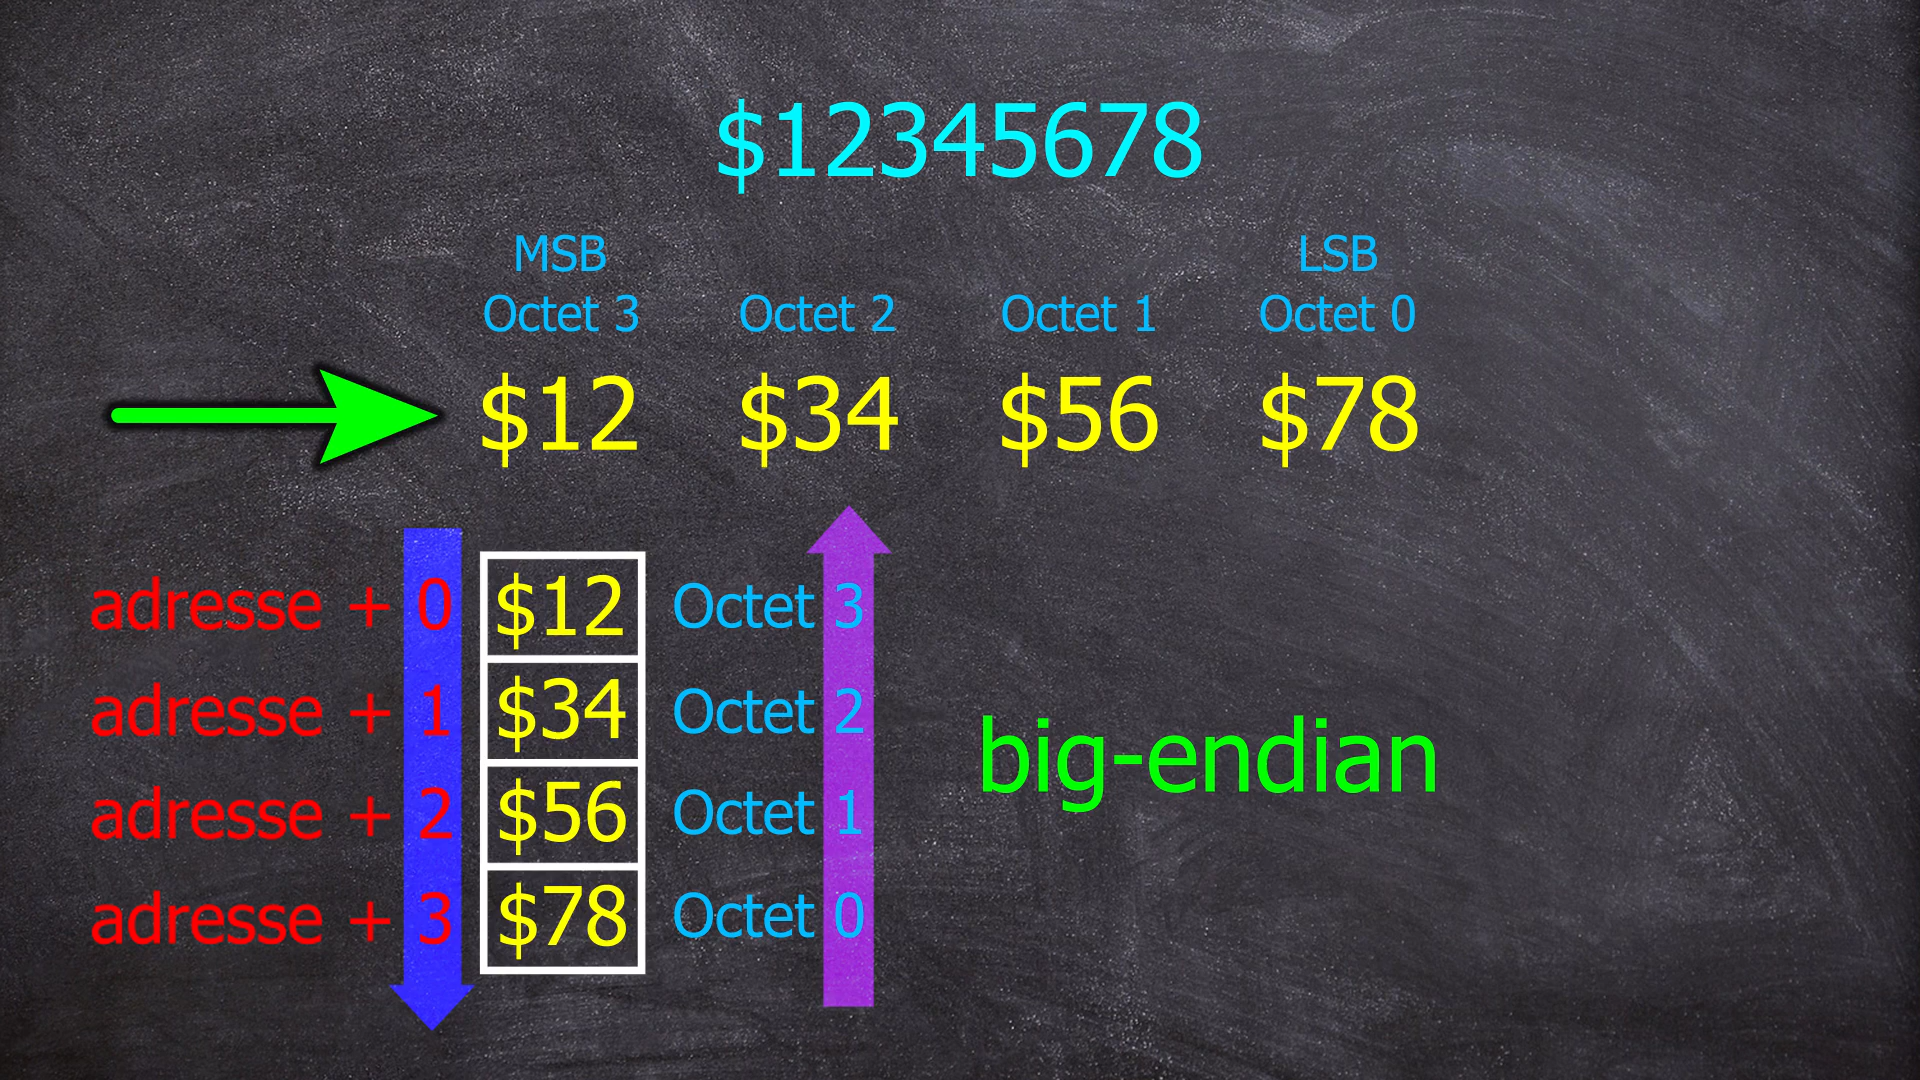 $12345678
MSB LSB
Octet 3 Octet 2 Octet 1 Octet 0
$12 $34 $56 $78
adresse + 0 $12 Octet 3
adresse + 1 $34 Octet 2
adresse + 2 $56 Octet 1
adresse + 3 $78 Octet 0
big-endian